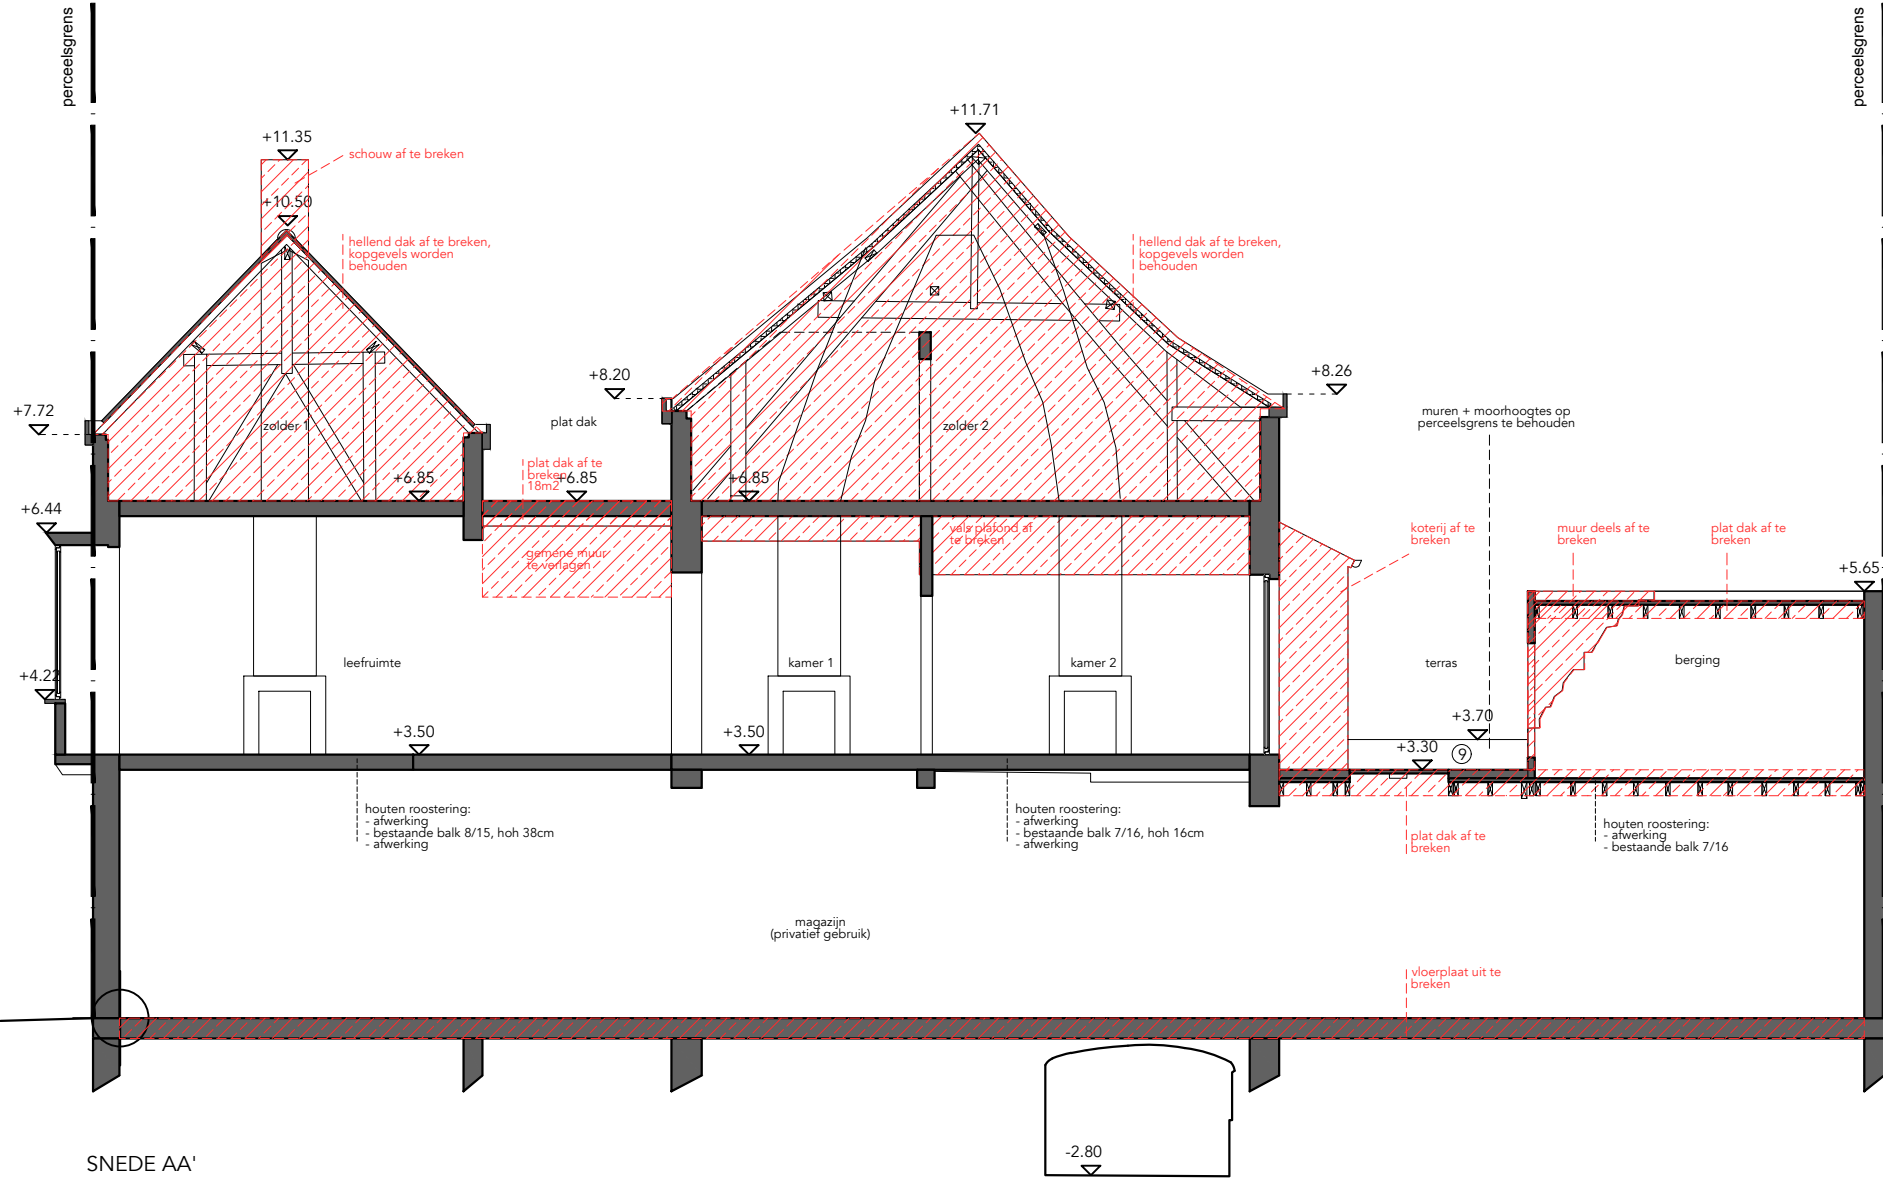 perceelsgrens
perceelsgrens
+11.71
+11.35
schouw af te breken
+10.50
hellend dak af te breken,
kopgevels worden
behouden
hellend dak af te breken,
kopgevels worden
behouden
+8.20
+8.26
+7.72
zolder 1
plat dak
zolder 2
muren + moorhoogtes op
perceelsgrens te behouden
plat dak af te
breken
18m2
+6.85
+6.85
+6.85
+6.44
gemene muur
te verlagen
vals plafond af
te breken
koterij af te
breken
muur deels af te
breken
plat dak af te
breken
+5.65
leefruimte
kamer 1
kamer 2
terras
berging
+4.22
+3.50
+3.50
+3.70
+3.30
9
houten roostering:
- afwerking
- bestaande balk 8/15, hoh 38cm
- afwerking
houten roostering:
- afwerking
- bestaande balk 7/16, hoh 16cm
- afwerking
plat dak af te
breken
houten roostering:
- afwerking
- bestaande balk 7/16
magazijn
(privatief gebruik)
vloerplaat uit te
breken
-2.80
SNEDE AA'